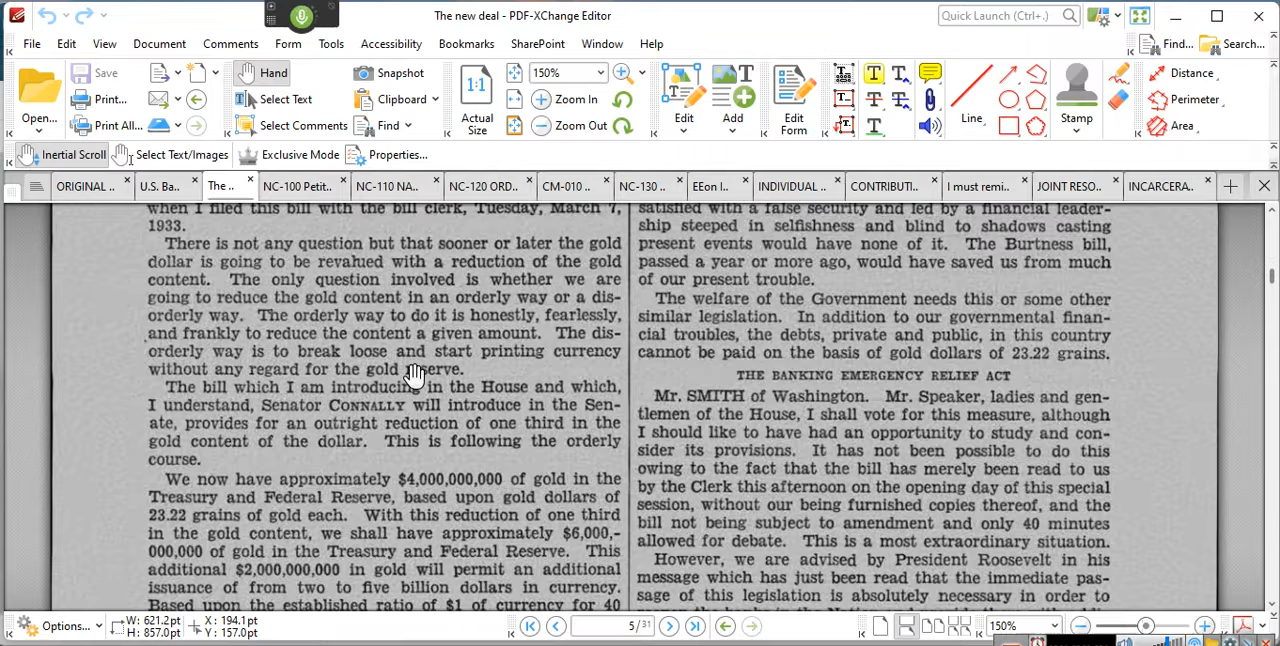 The new deal - PDF-XChange Editor
Quick Launch (Ctrl+.)
File Edit View Document Comments Form Tools Accessibility Bookmarks SharePoint Window Help
Find... Search...
Open... Save Print... Print All...
Hand Select Text Select Comments
Snapshot Clipboard Find
1:1 Actual Size
150% Zoom In Zoom Out
Edit Add Edit Form
Line, Stamp
Distance Perimeter Area
Inertial Scroll Select Text/Images Exclusive Mode Properties...
ORIGINAL .. U.S. Ba.. The .. NC-100 Petit.. NC-110 NA.. NC-120 ORD.. CM-010 .. NC-130 .. EEon I.. INDIVIDUAL .. CONTRIBUTI.. I must remi.. JOINT RESO.. INCARCERA..
when I filed this bill with the bill clerk, Tuesday, March 7,
1933.
There is not any question but that sooner or later the gold
dollar is going to be revalued with a reduction of the gold
content. The only question involved is whether we are
going to reduce the gold content in an orderly way or a dis-
orderly way. The orderly way to do it is honestly, fearlessly,
and frankly to reduce the content a given amount. The dis-
orderly way is to break loose and start printing currency
without any regard for the gold reserve.
The bill which I am introducing in the House and which,
I understand, Senator CONNALLY will introduce in the Sen-
ate, provides for an outright reduction of one third in the
gold content of the dollar. This is following the orderly
course.
We now have approximately $4,000,000,000 of gold in the
Treasury and Federal Reserve, based upon gold dollars of
23.22 grains of gold each. With this reduction of one third
in the gold content, we shall have approximately $6,000,-
000,000 of gold in the Treasury and Federal Reserve. This
additional $2,000,000,000 in gold will permit an additional
issuance of from two to five billion dollars in currency.
Based upon the established ratio of $1 of currency for 40
satisfied with a false security and led by a financial leader-
ship steeped in selfishness and blind to shadows casting
present events would have none of it. The Burtness bill,
passed a year or more ago, would have saved us from much
of our present trouble.
The welfare of the Government needs this or some other
similar legislation. In addition to our governmental finan-
cial troubles, the debts, private and public, in this country
cannot be paid on the basis of gold dollars of 23.22 grains.
THE BANKING EMERGENCY RELIEF ACT
Mr. SMITH of Washington. Mr. Speaker, ladies and gen-
tlemen of the House, I shall vote for this measure, although
I should like to have had an opportunity to study and con-
sider its provisions. It has not been possible to do this
owing to the fact that the bill has merely been read to us
by the Clerk this afternoon on the opening day of this special
session, without our being furnished copies thereof, and the
bill not being subject to amendment and only 40 minutes
allowed for debate. This is a most extraordinary situation.
However, we are advised by President Roosevelt in his
message which has just been read that the immediate pas-
sage of this legislation is absolutely necessary in order to
Options... W: 621.2pt H: 857.0pt X: 194.1pt Y: 157.0pt 5 / 31 150%